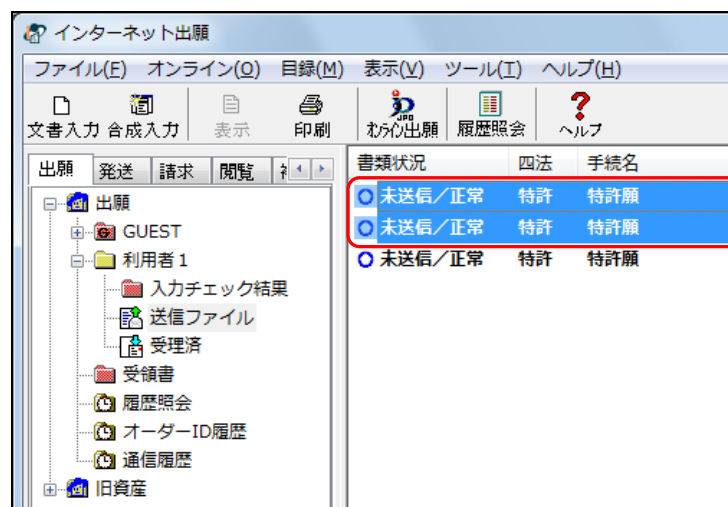 インターネット出願
ファイル(F) オンライン(O) 目録(M) 表示(V) ツール(T) ヘルプ(H)
文書入力 合成入力 表示 印刷 オンライン出願 履歴照会 ヘルプ
出願 発送 請求 閲覧
書類状況 四法 手続名
未送信/正常 特許 特許願
未送信/正常 特許 特許願
未送信/正常 特許 特許願
出願
GUEST
利用者1
入力チェック結果
送信ファイル
受理済
受領書
履歴照会
オーダーID履歴
通信履歴
旧資産